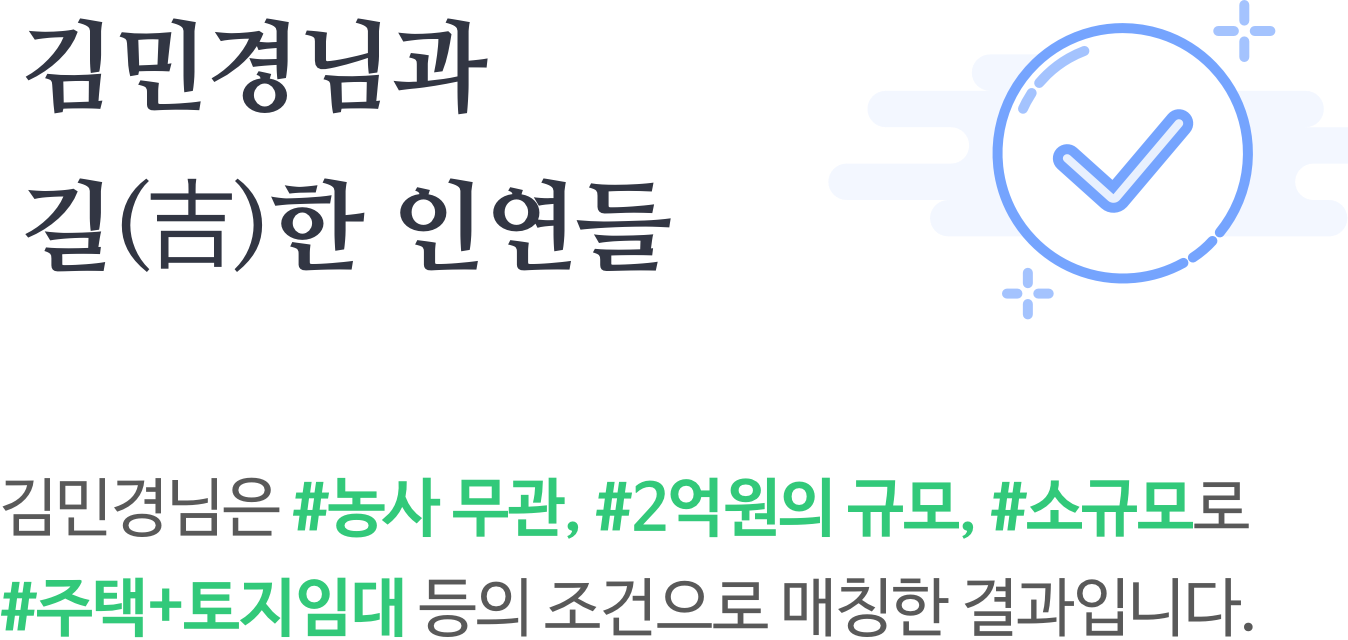 김민경님과
길(吉)한 인연들
김민경님은 #농사 무관, #2억원의 규모, #소규모로
#주택+토지임대 등의 조건으로 매칭한 결과입니다.